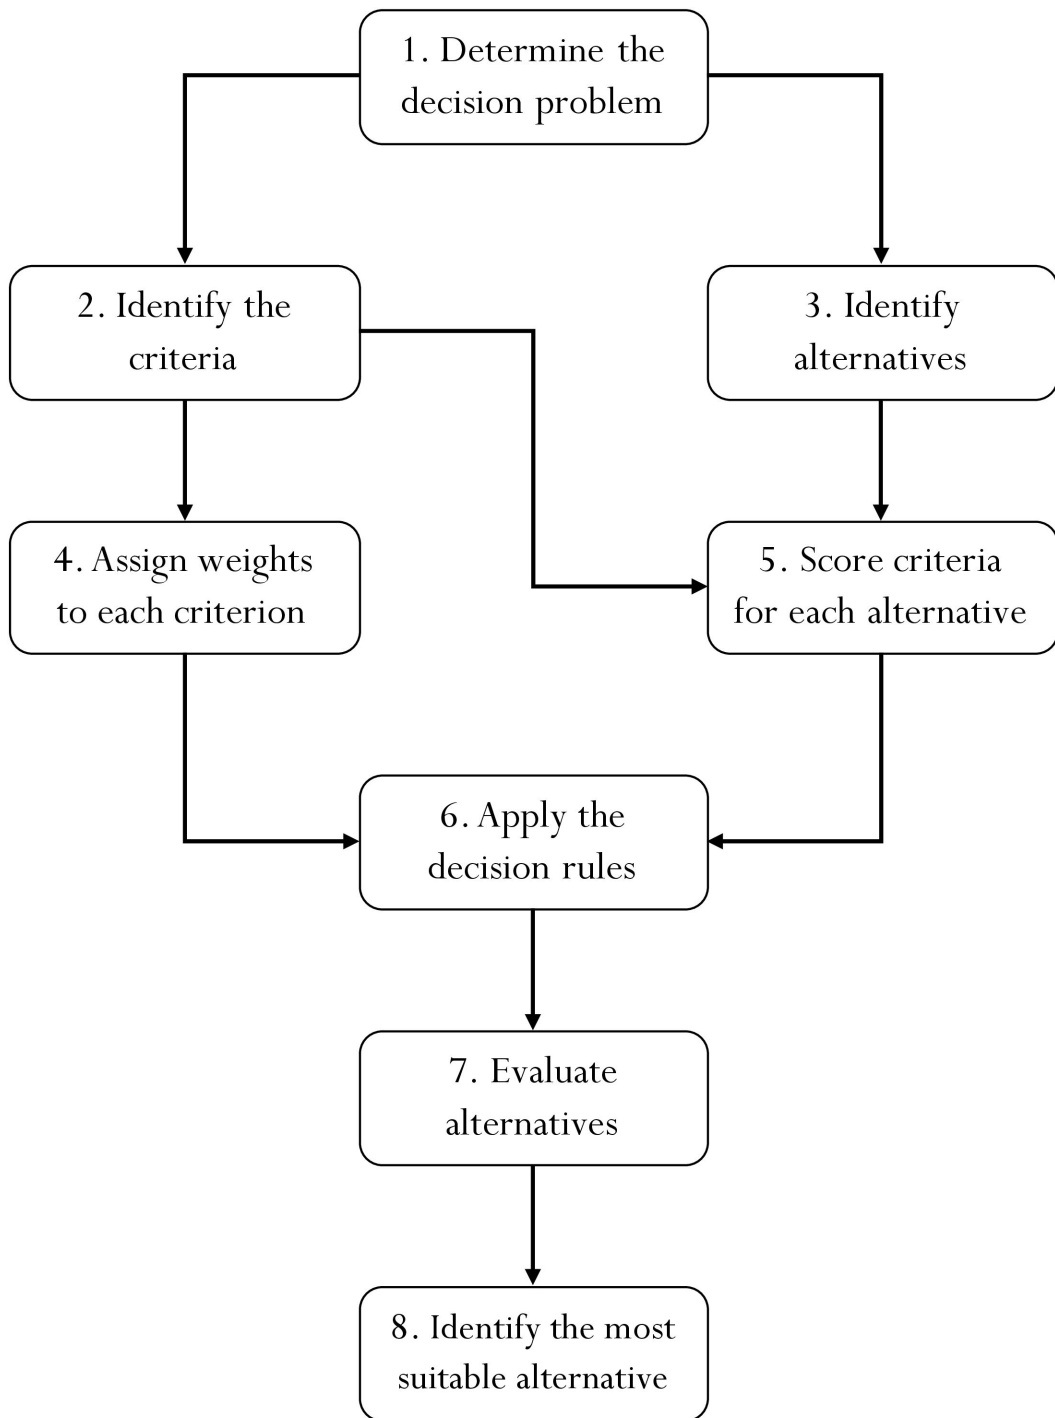 1. Determine the
decision problem
2. Identify the
criteria
3. Identify
alternatives
4. Assign weights
to each criterion
5. Score criteria
for each alternative
6. Apply the
decision rules
7. Evaluate
alternatives
8. Identify the most
suitable alternative